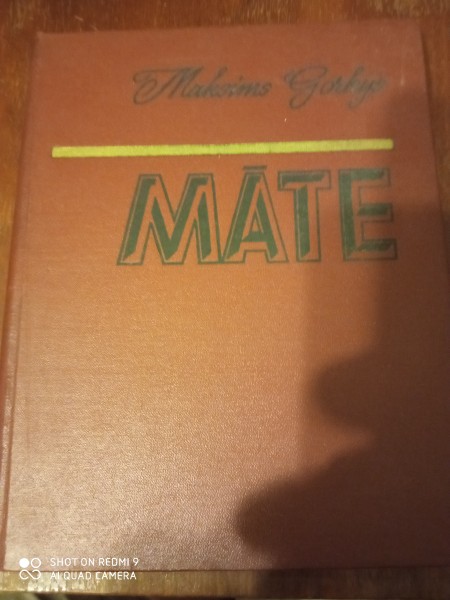 Maksims Gorkijs
MĀTE
SHOT ON REDMI 9
AI QUAD CAMERA